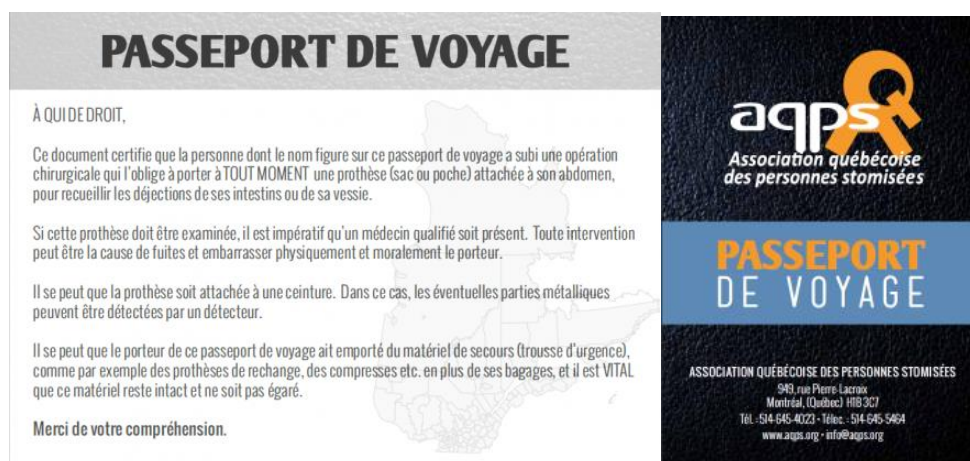 PASSEPORT DE VOYAGE
À QUI DE DROIT,
Ce document certifie que la personne dont le nom figure sur ce passeport de voyage a subi une opération
chirurgicale qui l'oblige à porter à TOUT MOMENT une prothèse (sac ou poche) attachée à son abdomen,
pour recueillir les déjections de ses intestins ou de sa vessie.
Si cette prothèse doit être examinée, il est impératif qu'un médecin qualifié soit présent. Toute intervention
peut être la cause de fuites et embarrasser physiquement et moralement le porteur.
Il se peut que la prothèse soit attachée à une ceinture. Dans ce cas, les éventuelles parties métalliques
peuvent être détectées par un détecteur.
Il se peut que le porteur de ce passeport de voyage ait emporté du matériel de secours (trousse d'urgence),
comme par exemple des prothèses de rechange, des compresses etc. en plus de ses bagages, et il est VITAL
que ce matériel reste intact et ne soit pas égaré.
Merci de votre compréhension.
aqps
Association québécoise
des personnes stomisées
PASSEPORT
DE VOYAGE
ASSOCIATION QUÉBÉCOISE DES PERSONNES STOMISÉES
949, rue Pierre-Lacroix
Montréal, (Québec) H1B 3C7
Tél. : 514-645-4023 - Téléc. : 514-645-5464
www.aqps.org - info@aqps.org